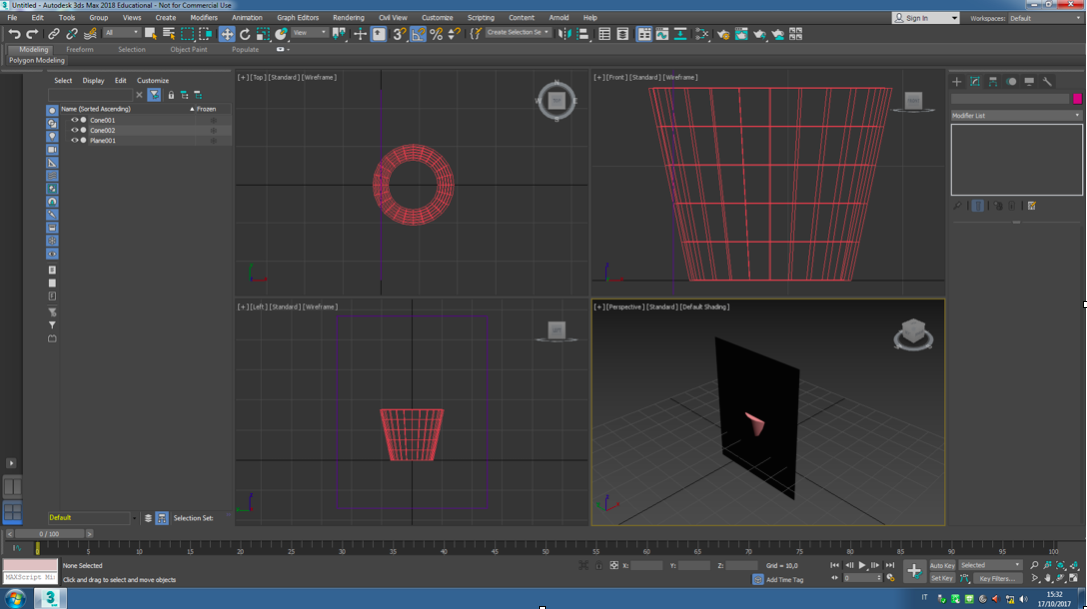 Untitled - Autodesk 3ds Max 2018 Educational - Not for Commercial Use
File Edit Tools Group Views Create Modifiers Animation Graph Editors Rendering Civil View Customize Scripting Content Arnold Help Sign In Workspaces: Default
All View Create Selection Se
Modeling Freeform Selection Object Paint Populate
Polygon Modeling
Select Display Edit Customize
Name (Sorted Ascending) Frozen
Cone001
Cone002
Plane001
[+] [Top] [Standard] [Wireframe]
[+] [Front] [Standard] [Wireframe]
[+] [Left] [Standard] [Wireframe]
[+] [Perspective] [Standard] [Default Shading]
Modifier List
Default Selection Set:
0 / 100
0 5 10 15 20 25 30 35 40 45 50 55 60 65 70 75 80 85 90 95 100
None Selected X: Y: Z: Grid = 10,0 Auto Key Selected
MAXScript Mi: Click and drag to select and move objects Add Time Tag 0 Set Key Key Filters...
IT 15:32
17/10/2017